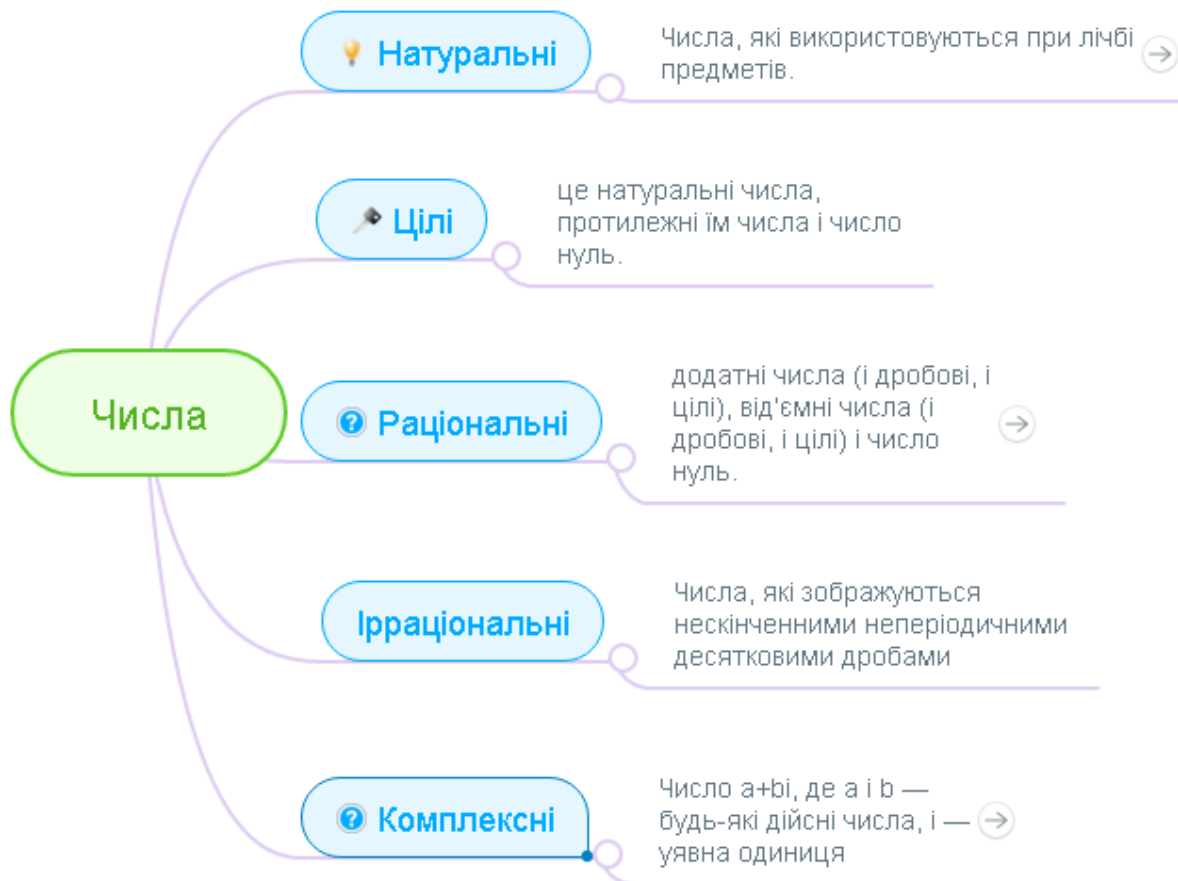 Натуральні
Числа, які використовуються при лічбі
предметів.
Цілі
це натуральні числа,
протилежні їм числа і число
нуль.
Числа
Раціональні
додатні числа (і дробові, і
цілі), від'ємні числа (і
дробові, і цілі) і число
нуль.
Ірраціональні
Числа, які зображуються
нескінченними неперіодичними
десятковими дробами
Комплексні
Число a+bi, де a і b —
будь-які дійсні числа, і —
уявна одиниця